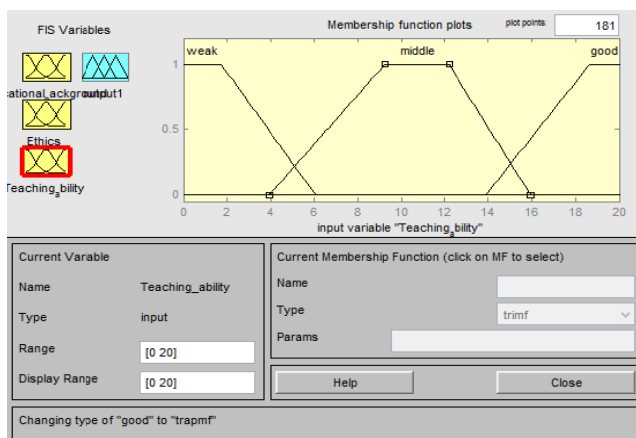 FIS Variables
Membership function plots
plot points:
181
weak
middle
good
ational_ackground
output1
Ethics
Teaching_ability
1
0.5
0
0 2 4 6 8 10 12 14 16 18 20
input variable "Teaching_ability"
Current Variable
Name Teaching_ability
Type input
Range [0 20]
Display Range [0 20]
Current Membership Function (click on MF to select)
Name
Type trimf
Params
Help
Close
Changing type of "good" to "trapmf"